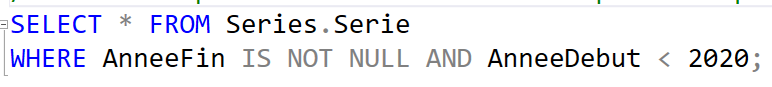 SELECT * FROM Series.Serie
WHERE AnneeFin IS NOT NULL AND AnneeDebut < 2020;